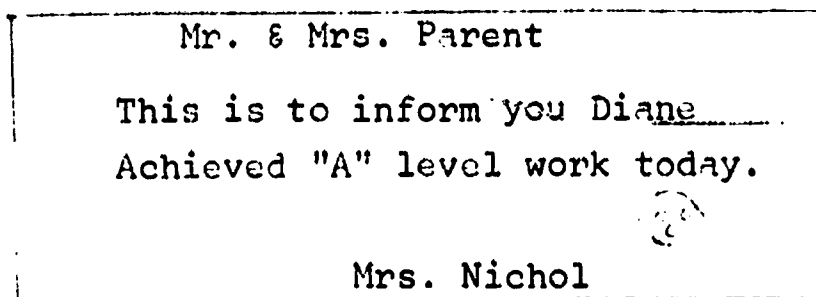 Mr. & Mrs. Parent
This is to inform you Diane
Achieved "A" level work today.
Mrs. Nichol